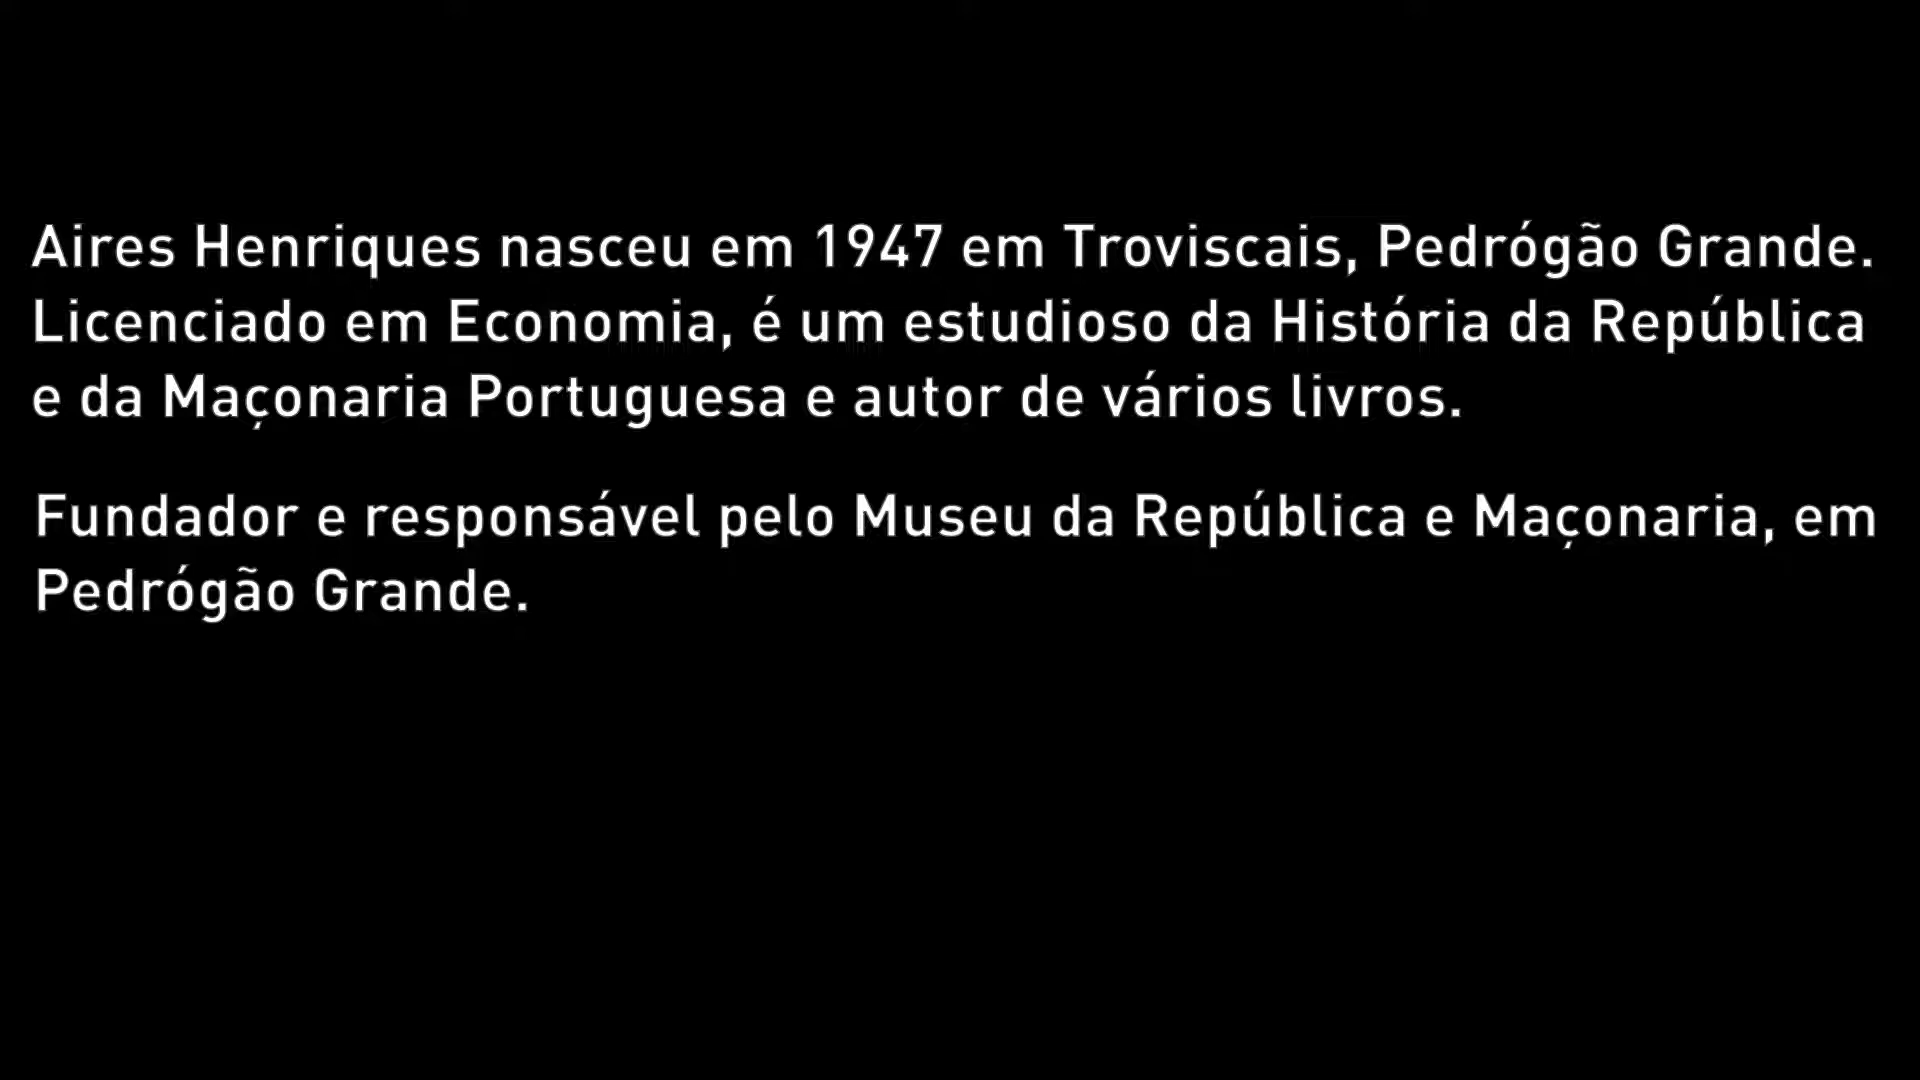 Aires Henriques nasceu em 1947 em Troviscais, Pedrógão Grande.
Licenciado em Economia, é um estudioso da História da República
e da Maçonaria Portuguesa e autor de vários livros.
Fundador e responsável pelo Museu da República e Maçonaria, em
Pedrógão Grande.